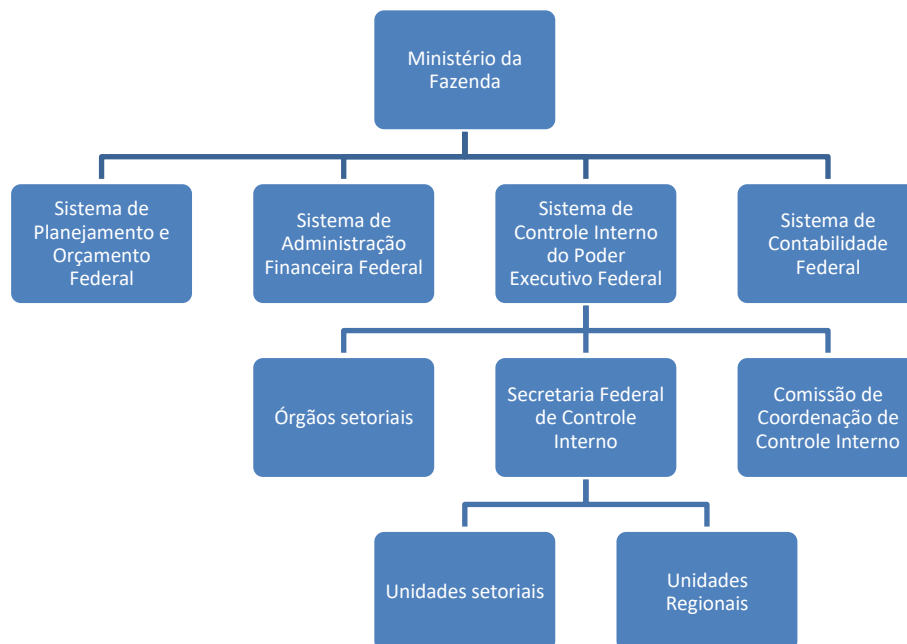 Ministério da
Fazenda
Sistema de
Planejamento e
Orçamento
Federal
Sistema de
Administração
Financeira Federal
Sistema de
Controle Interno
do Poder
Executivo Federal
Sistema de
Contabilidade
Federal
Órgãos setoriais
Secretaria Federal
de Controle
Interno
Comissão de
Coordenação de
Controle Interno
Unidades setoriais
Unidades
Regionais